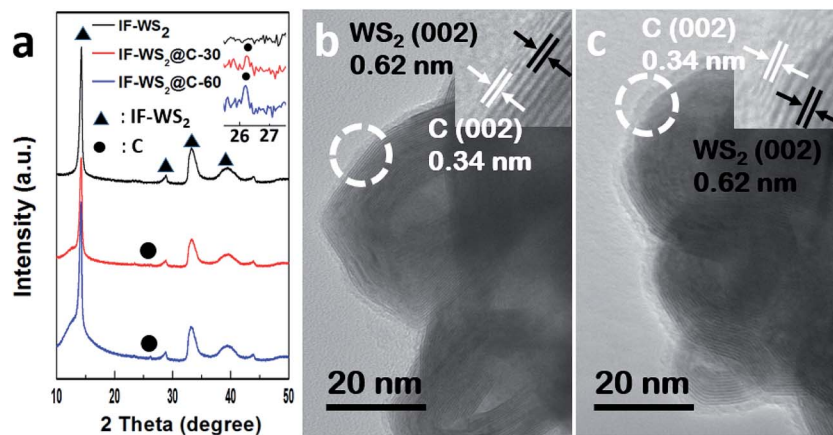 a
Intensity (a.u.)
IF-WS₂
IF-WS₂@C-30
IF-WS₂@C-60
: IF-WS₂
: C
26 27
10 20 30 40 50
2 Theta (degree)
b
WS₂ (002)
0.62 nm
C (002)
0.34 nm
20 nm
c
C (002)
0.34 nm
WS₂ (002)
0.62 nm
20 nm